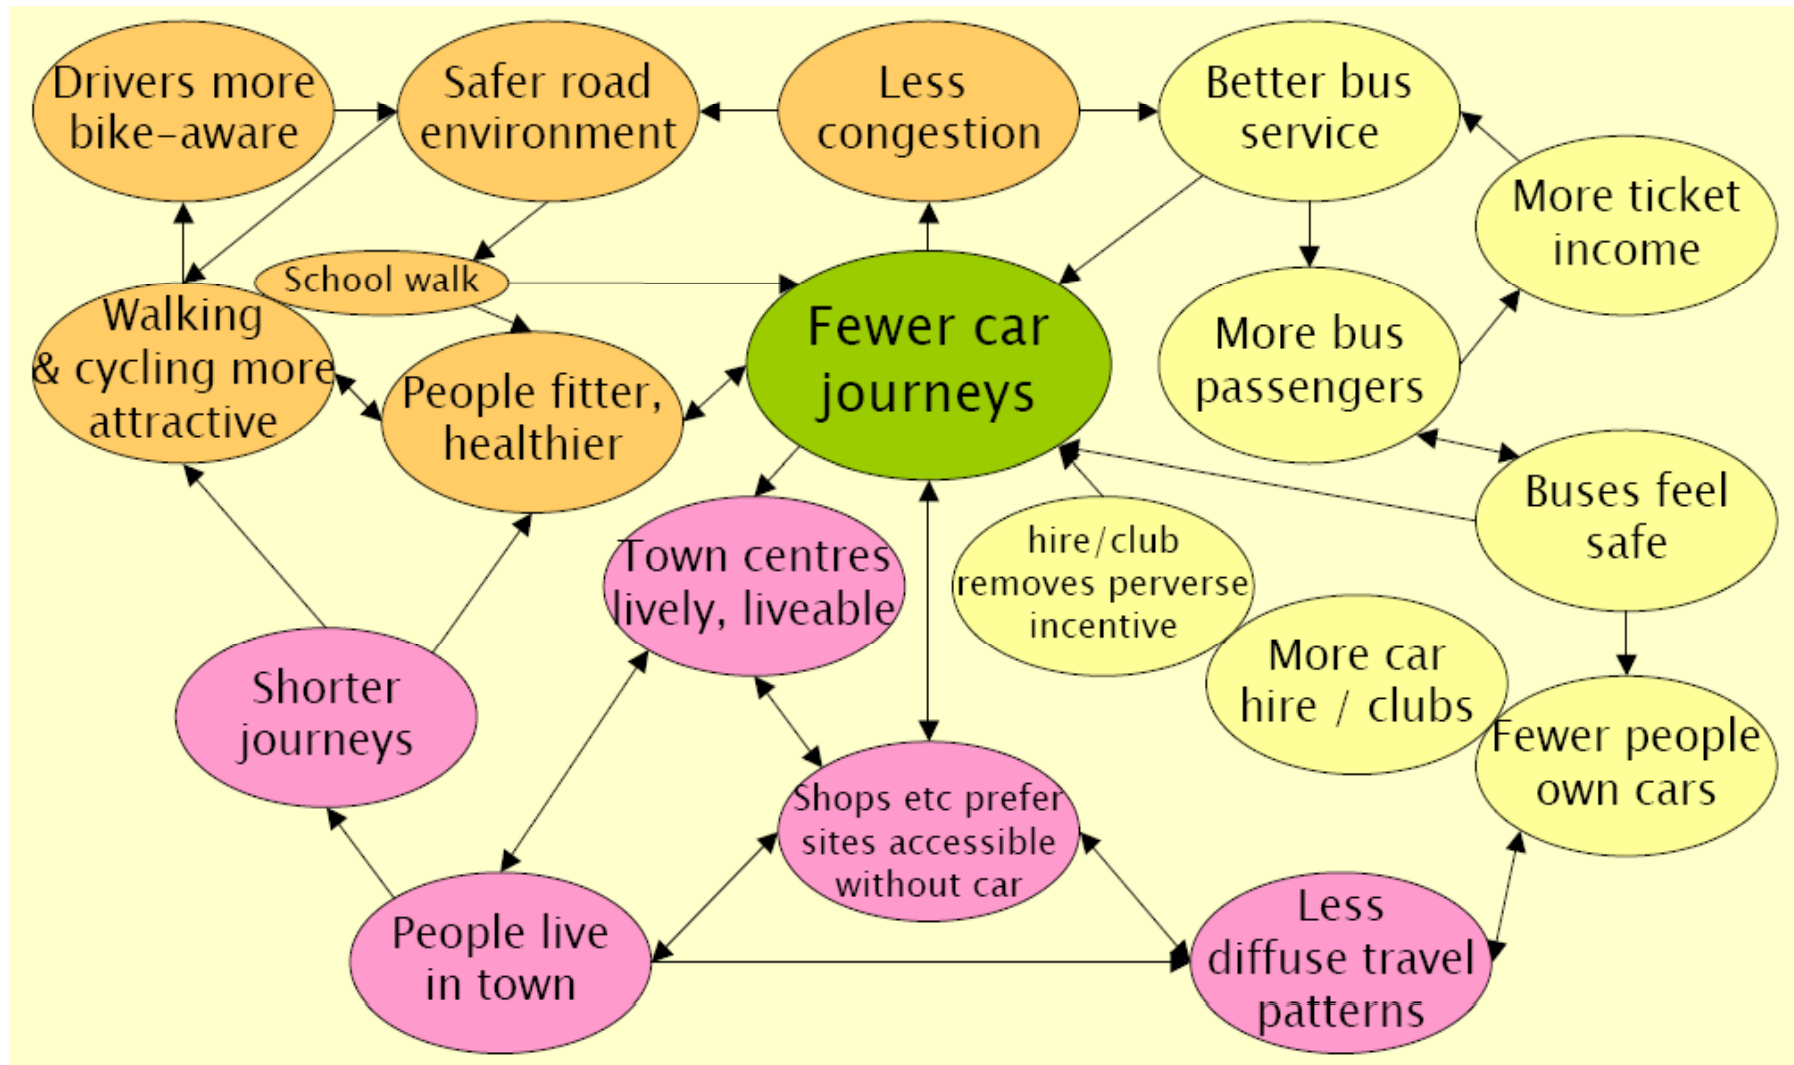 Drivers more
bike-aware
Safer road
environment
Less
congestion
Better bus
service
More ticket
income
School walk
Walking
& cycling more
attractive
People fitter,
healthier
Fewer car
journeys
More bus
passengers
Buses feel
safe
Town centres
lively, liveable
hire/club
removes perverse
incentive
More car
hire / clubs
Fewer people
own cars
Shorter
journeys
Shops etc prefer
sites accessible
without car
People live
in town
Less
diffuse travel
patterns